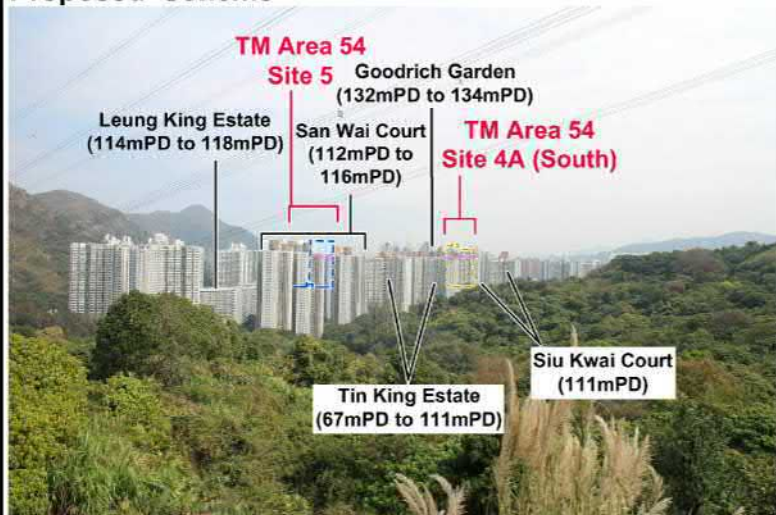 Proposed Scheme
TM Area 54
Site 5
Goodrich Garden
(132mPD to 134mPD)
Leung King Estate
(114mPD to 118mPD)
San Wai Court
(112mPD to
116mPD)
TM Area 54
Site 4A (South)
Tin King Estate
(67mPD to 111mPD)
Siu Kwai Court
(111mPD)